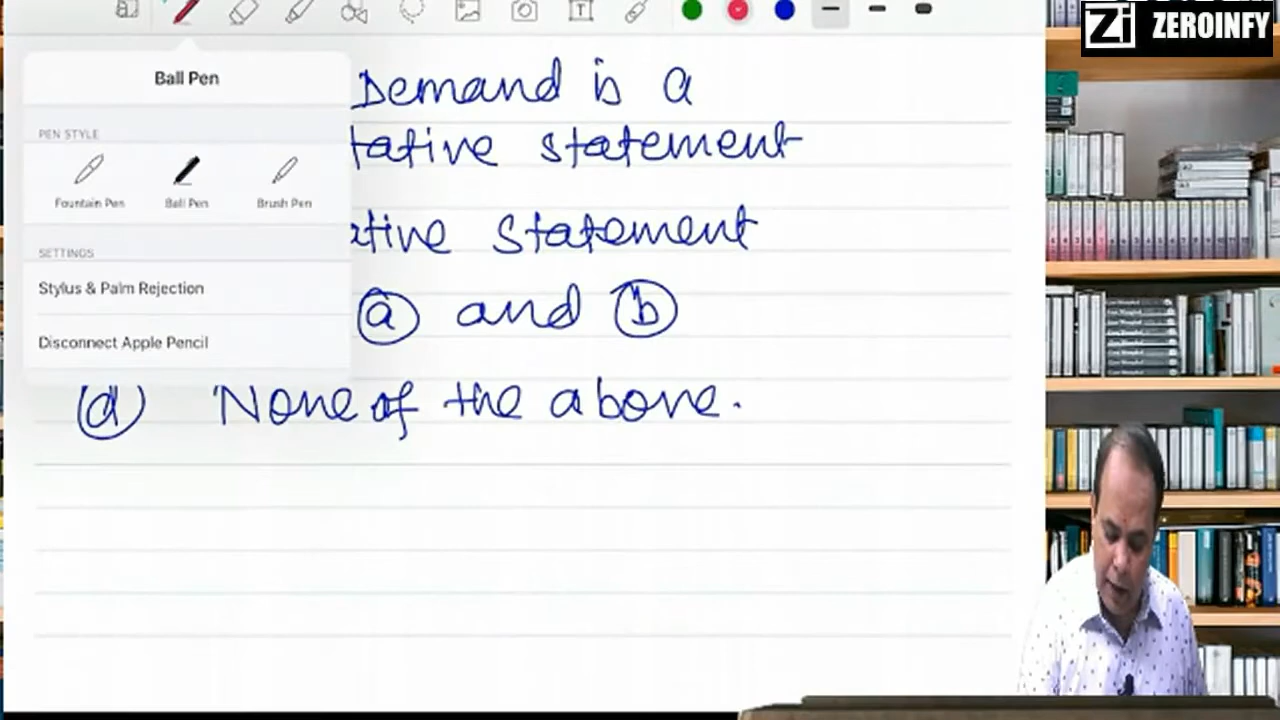 ZEROINFY
Ball Pen
Demand is a
PEN STYLE
tative statement
Fountain Pen Ball Pen Brush Pen
ative statement
SETTINGS
Stylus & Palm Rejection
(a) and (b)
Disconnect Apple Pencil
(d) None of the above.